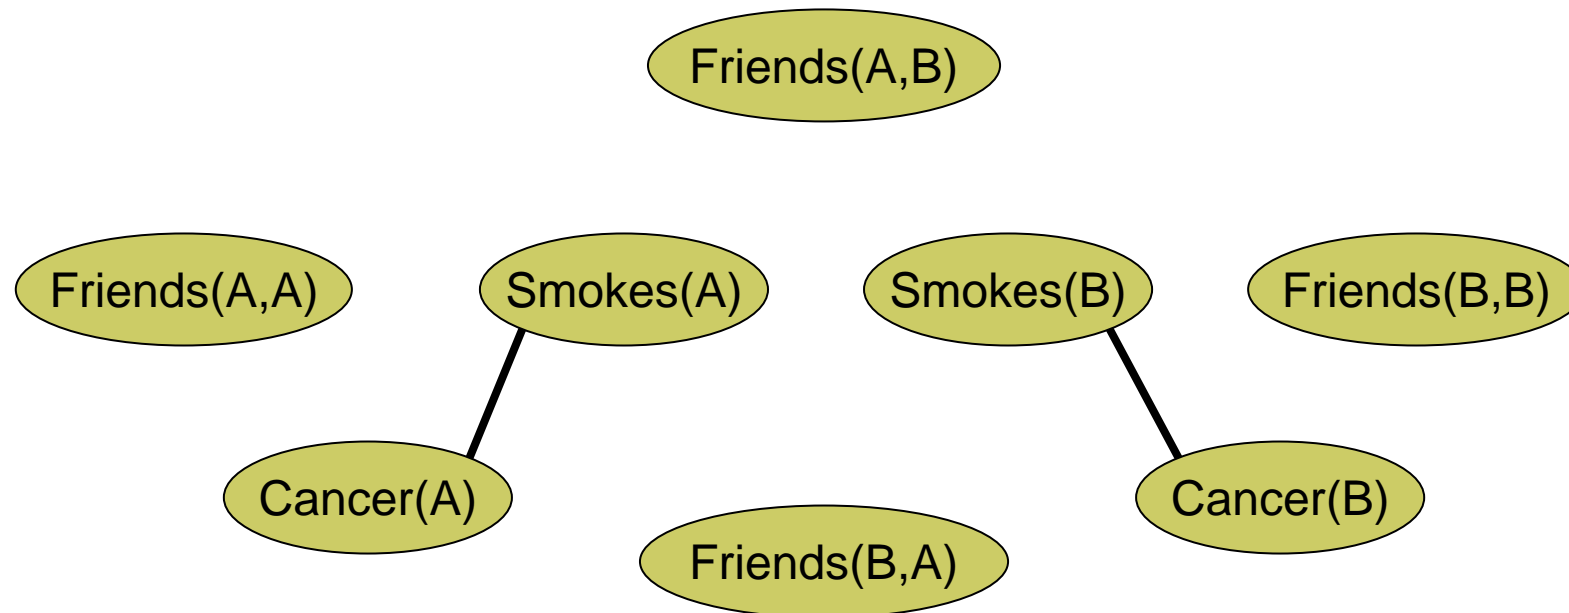 Friends(A,B)
Friends(A,A)
Smokes(A)
Smokes(B)
Friends(B,B)
Cancer(A)
Cancer(B)
Friends(B,A)